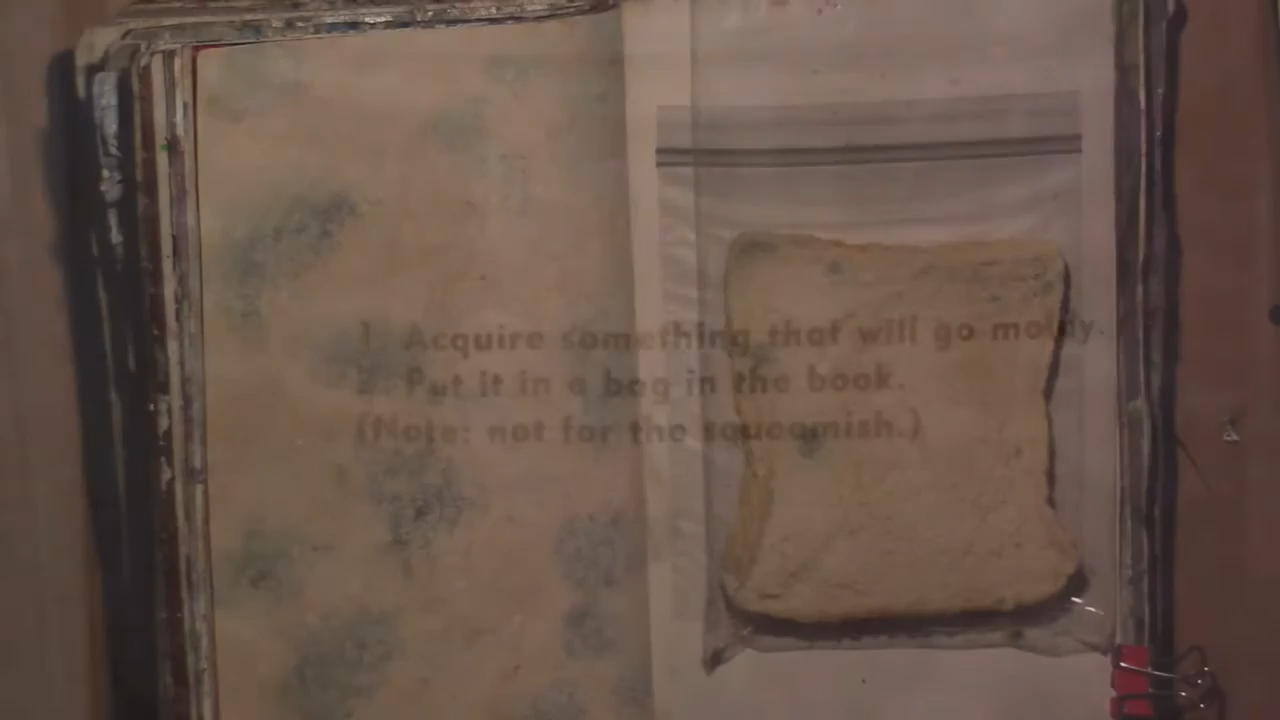 1. Acquire something that will go moldy.
2. Put it in a bag in the book.
(Note: not for the squeamish.)